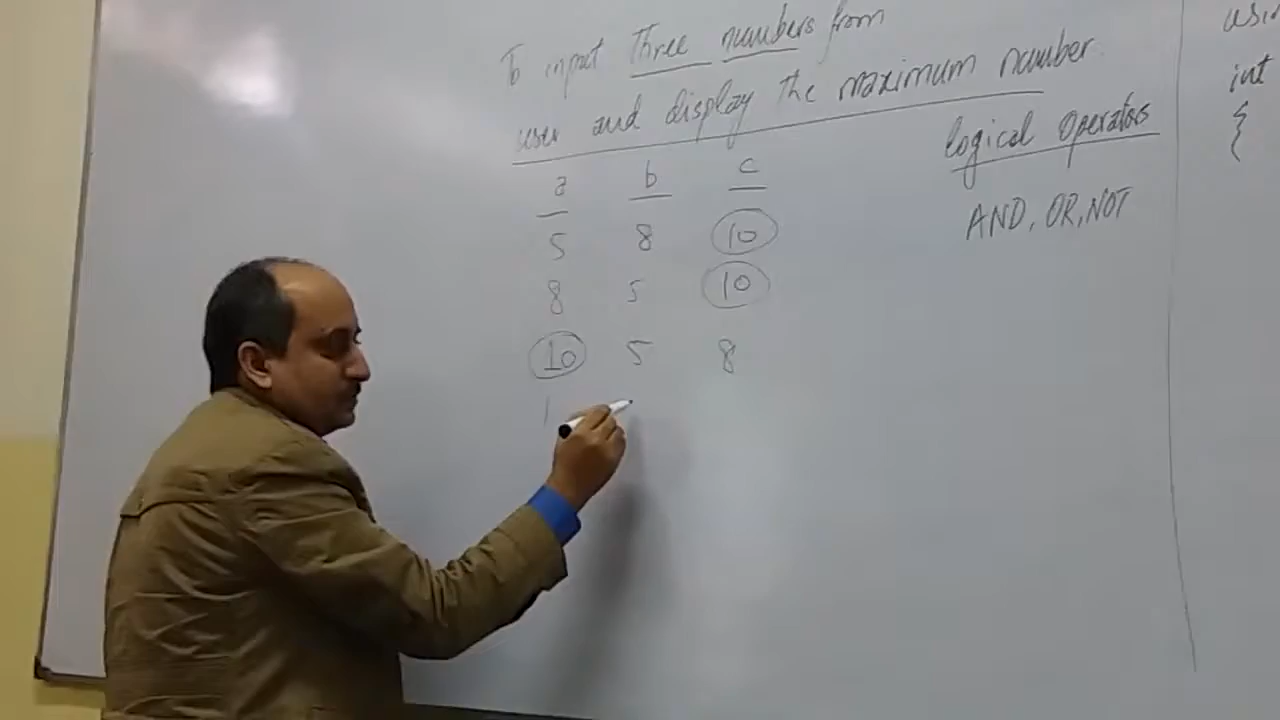 To input three numbers from
user and display the maximum number.
logical operators
AND, OR, NOT
a b c
5 8 10
8 5 10
10 5 8
1
int
{